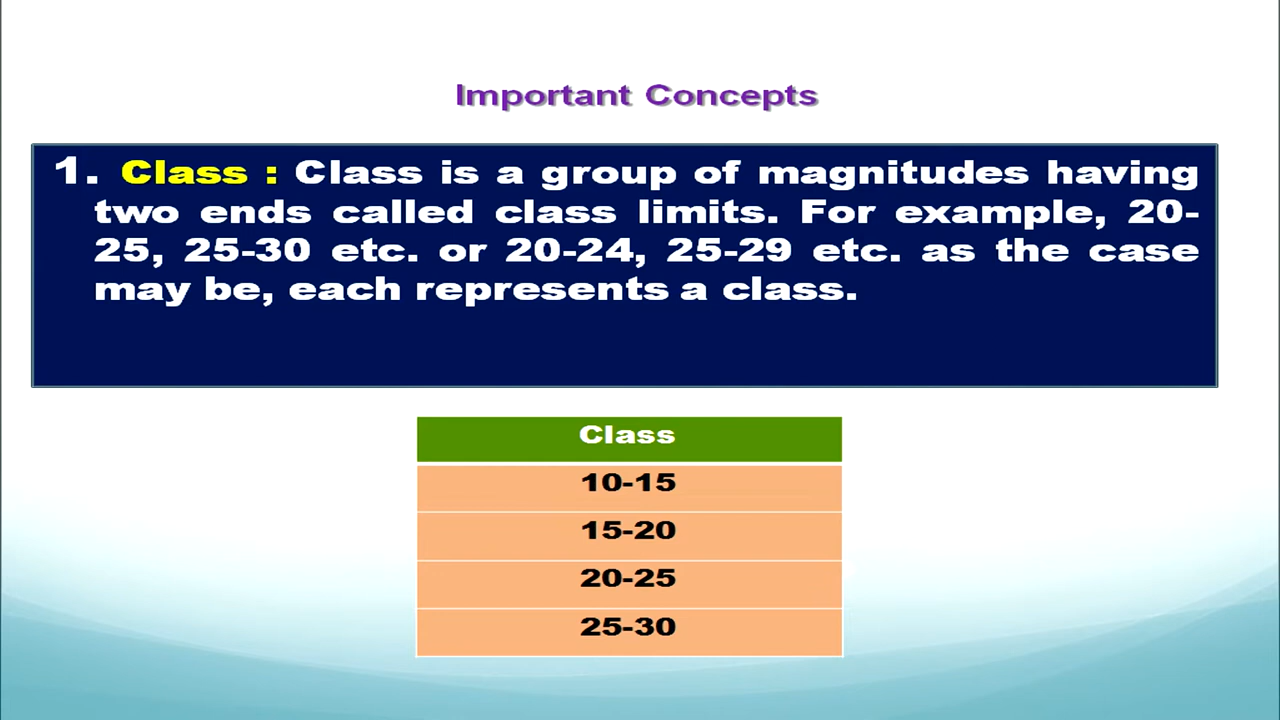 Important Concepts
1. Class : Class is a group of magnitudes having
two ends called class limits. For example, 20-
25, 25-30 etc. or 20-24, 25-29 etc. as the case
may be, each represents a class.
Class
10-15
15-20
20-25
25-30